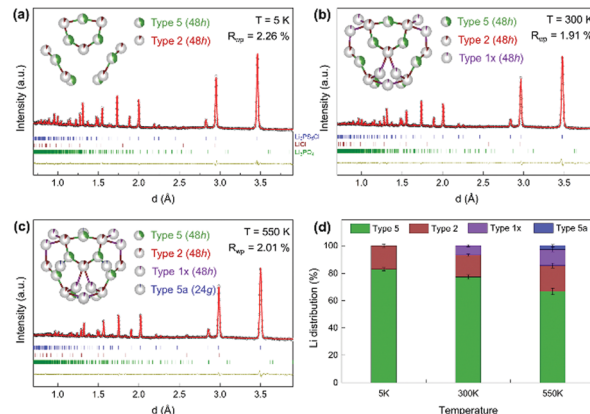 (a)
Type 5 (48h)
Type 2 (48h)
T = 5 K
Rwp = 2.26 %
Intensity (a.u.)
1.0 1.5 2.0 2.5 3.0 3.5
d (Å)
Li7PS6Cl
LiCl
Li3PO4
(b)
Type 5 (48h)
Type 2 (48h)
Type 1x (48h)
T = 300 K
Rwp = 1.91 %
Intensity (a.u.)
1.0 1.5 2.0 2.5 3.0 3.5
d (Å)
(c)
Type 5 (48h)
Type 2 (48h)
Type 1x (48h)
Type 5a (24g)
T = 550 K
Rwp = 2.01 %
Intensity (a.u.)
1.0 1.5 2.0 2.5 3.0 3.5
d (Å)
(d)
Type 5 Type 2 Type 1x Type 5a
Li distribution (%)
100
80
60
40
20
0
5K 300K 550K
Temperature